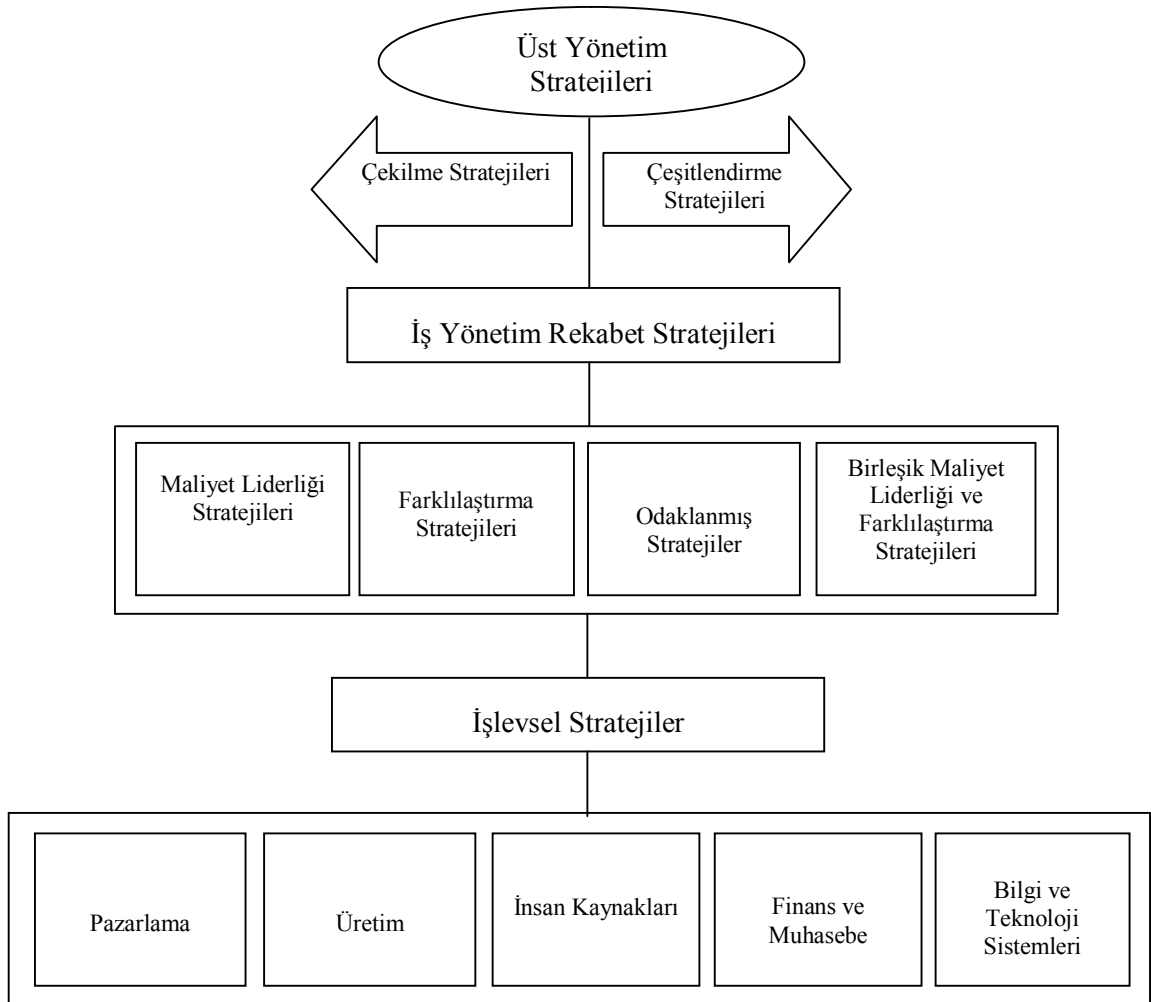 Üst Yönetim
Stratejileri
Çekilme Stratejileri
Çeşitlendirme
Stratejileri
İş Yönetim Rekabet Stratejileri
Maliyet Liderliği
Stratejileri
Farklılaştırma
Stratejileri
Odaklanmış
Stratejiler
Birleşik Maliyet
Liderliği ve
Farklılaştırma
Stratejileri
İşlevsel Stratejiler
Pazarlama
Üretim
İnsan Kaynakları
Finans ve
Muhasebe
Bilgi ve
Teknoloji
Sistemleri